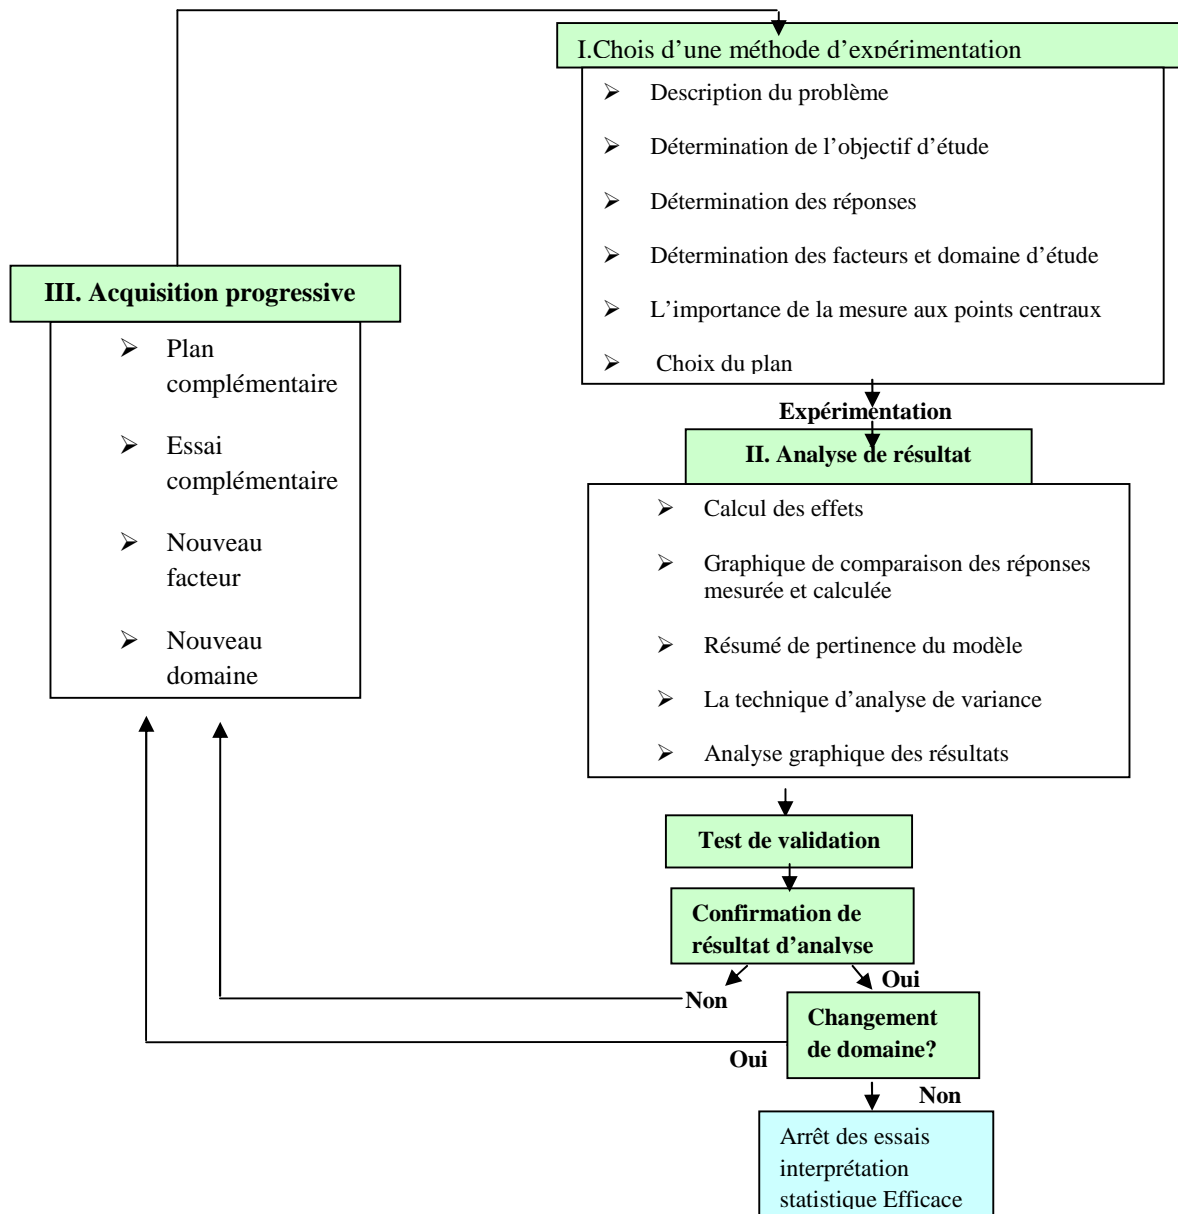 I.Chois d’une méthode d’expérimentation
➢ Description du problème
➢ Détermination de l’objectif d’étude
➢ Détermination des réponses
➢ Détermination des facteurs et domaine d’étude
➢ L’importance de la mesure aux points centraux
➢ Choix du plan
Expérimentation
II. Analyse de résultat
➢ Calcul des effets
➢ Graphique de comparaison des réponses
mesurée et calculée
➢ Résumé de pertinence du modèle
➢ La technique d’analyse de variance
➢ Analyse graphique des résultats
Test de validation
Confirmation de
résultat d’analyse
Non
Oui
Changement
de domaine?
Oui
Non
Arrêt des essais
interprétation
statistique Efficace
III. Acquisition progressive
➢ Plan
complémentaire
➢ Essai
complémentaire
➢ Nouveau
facteur
➢ Nouveau
domaine